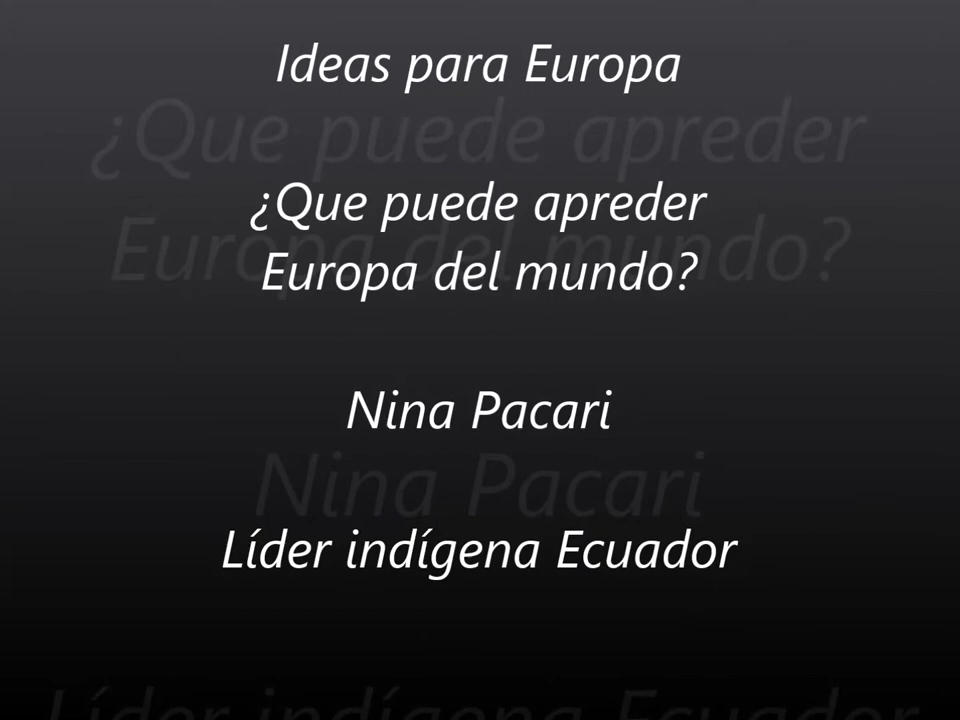 Ideas para Europa
¿Que puede apreder
Europa del mundo?
Nina Pacari
Líder indígena Ecuador